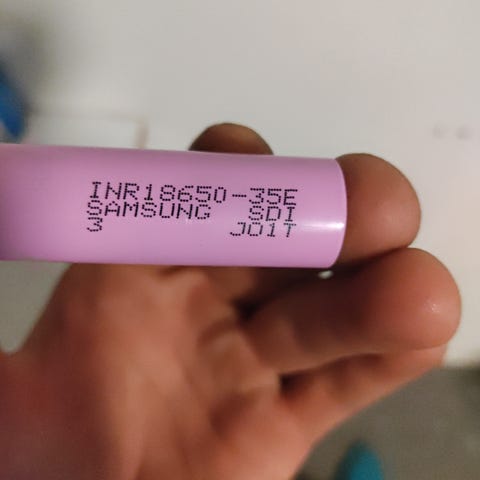 INR18650-35E
SAMSUNG SDI
3 JO1T